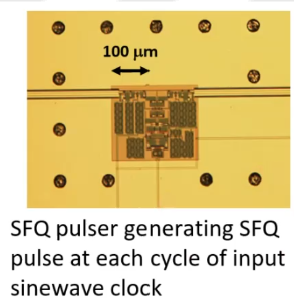 100 μm
SFQ pulser generating SFQ
pulse at each cycle of input
sinewave clock